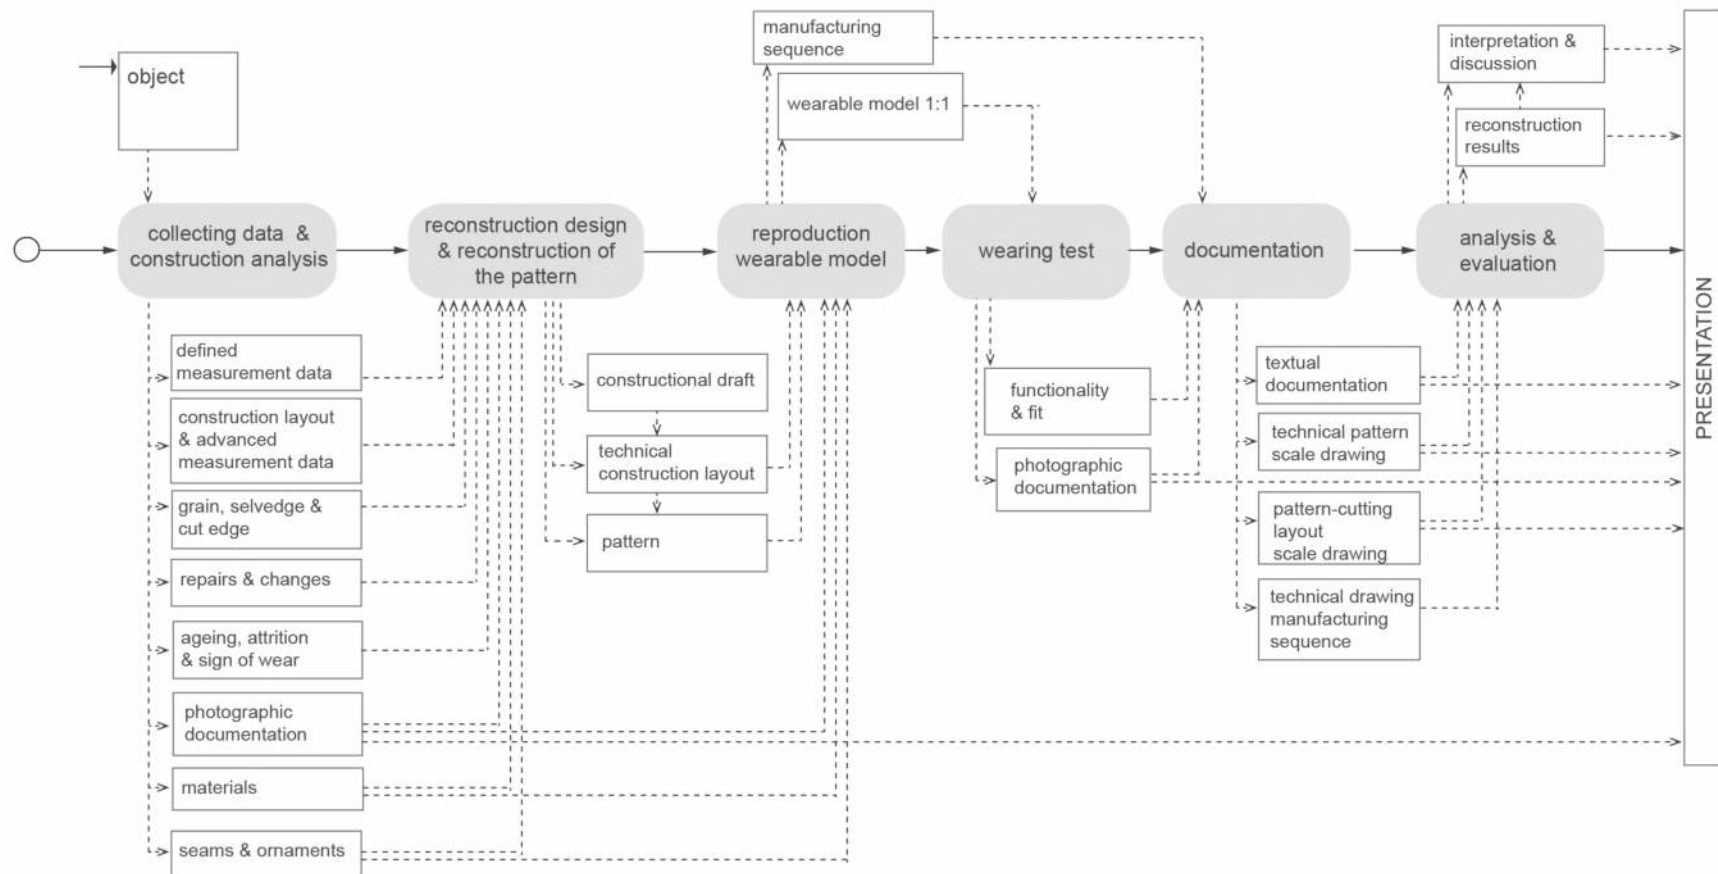 object
manufacturing
sequence
wearable model 1:1
interpretation &
discussion
reconstruction
results
collecting data &
construction analysis
reconstruction design
& reconstruction of
the pattern
reproduction
wearable model
wearing test
documentation
analysis &
evaluation
PRESENTATION
defined
measurement data
construction layout
& advanced
measurement data
grain, selvedge &
cut edge
repairs & changes
ageing, attrition
& sign of wear
photographic
documentation
materials
seams & ornaments
constructional draft
technical
construction layout
pattern
functionality
& fit
photographic
documentation
textual
documentation
technical pattern
scale drawing
pattern-cutting
layout
scale drawing
technical drawing
manufacturing
sequence